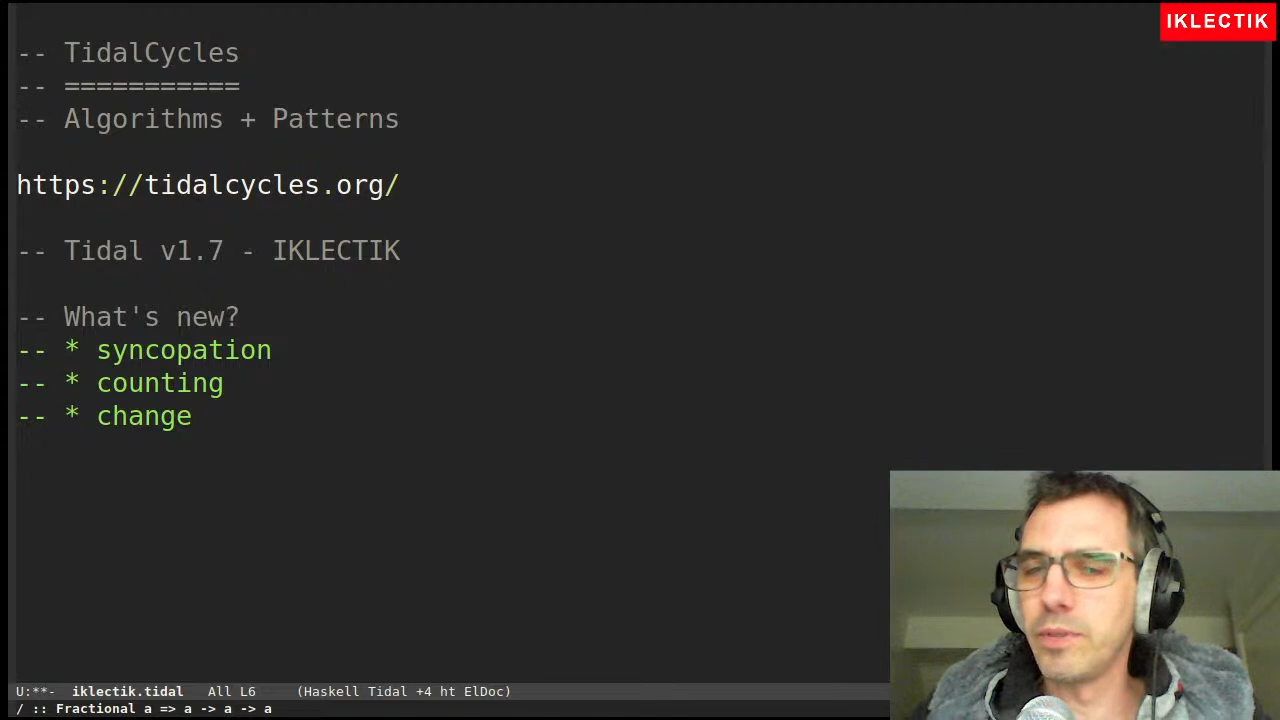 IKLECTIK
-- TidalCycles
-- ===========
-- Algorithms + Patterns
https://tidalcycles.org/
-- Tidal v1.7 - IKLECTIK
-- What's new?
-- * syncopation
-- * counting
-- * change
U:**- iklectik.tidal All L6 (Haskell Tidal +4 ht ElDoc)
/ :: Fractional a => a -> a -> a